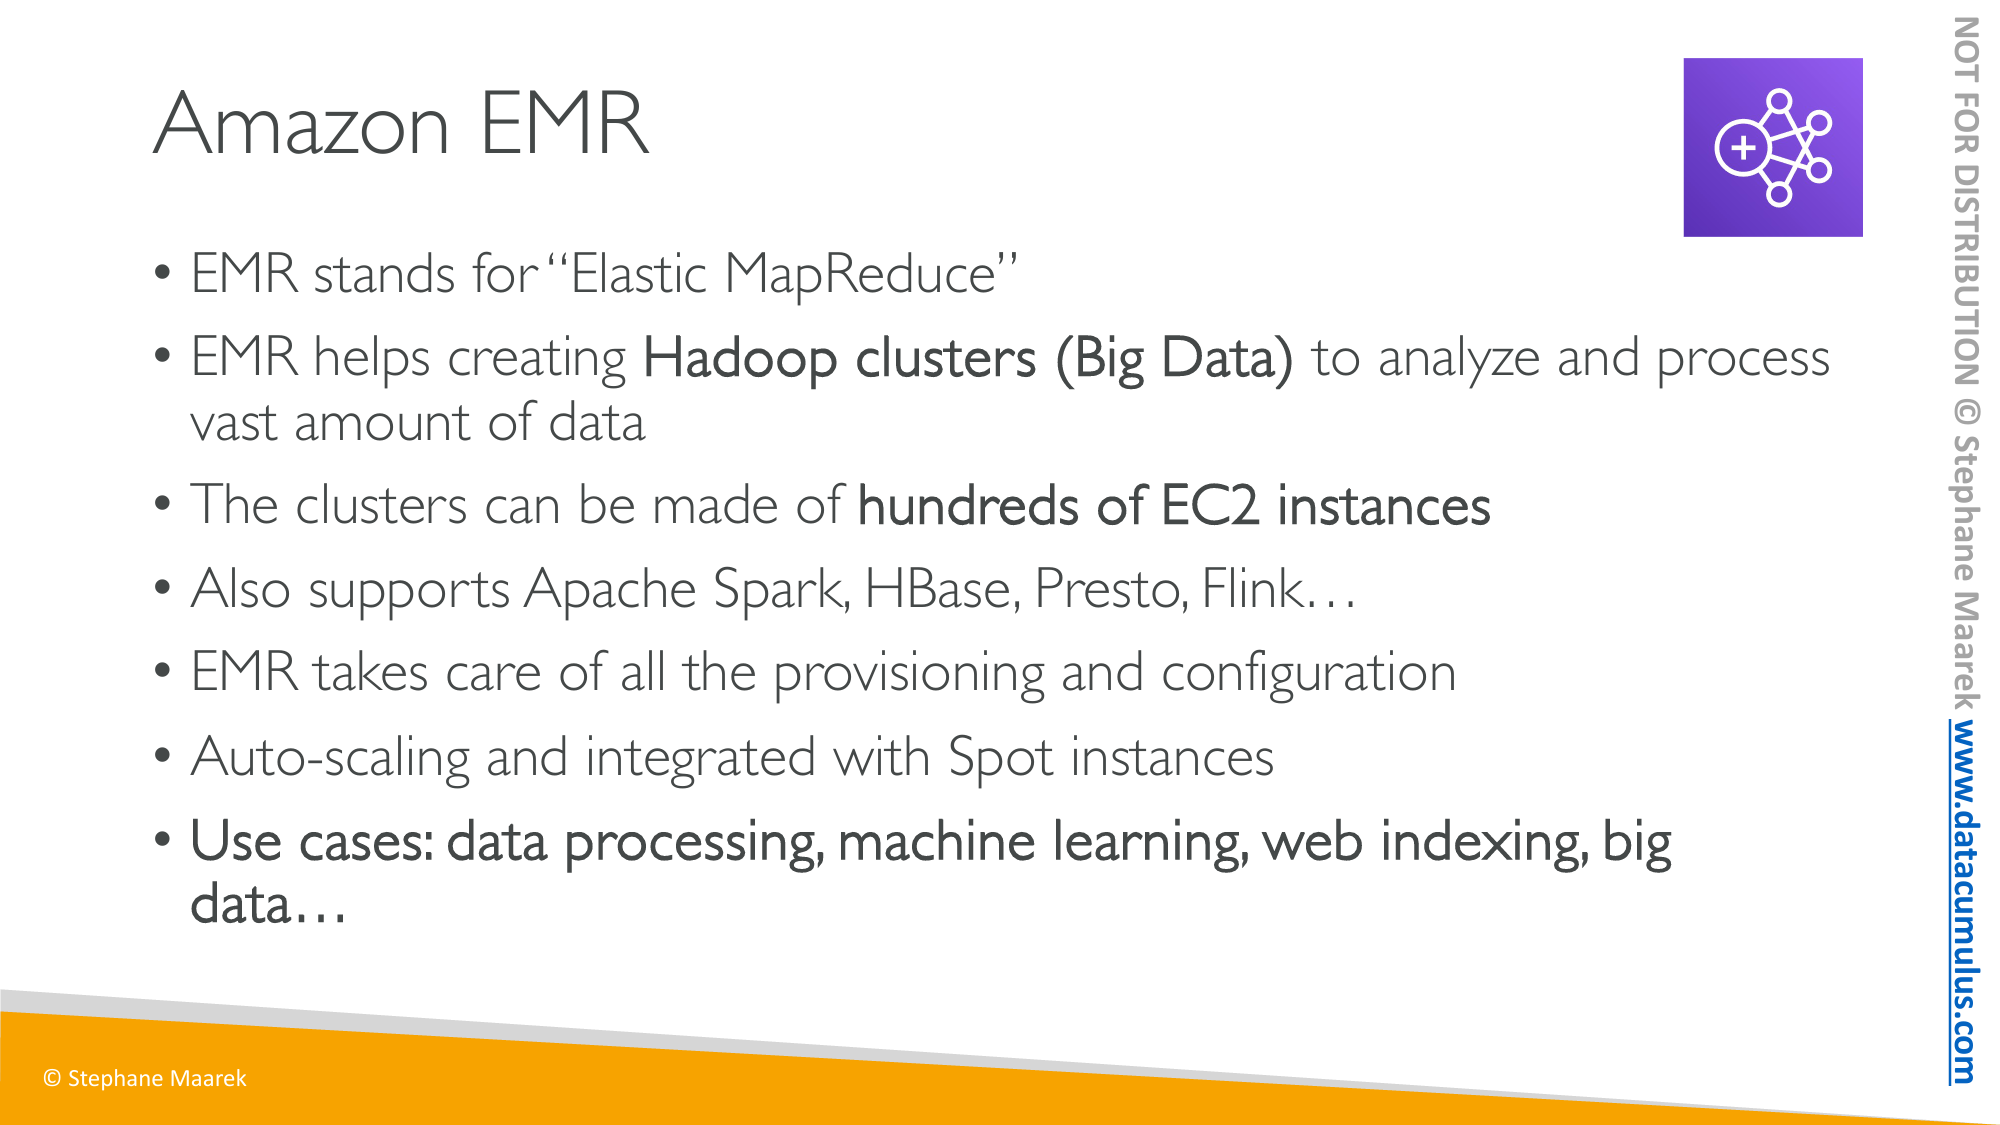 Amazon EMR
• EMR stands for “Elastic MapReduce”
• EMR helps creating Hadoop clusters (Big Data) to analyze and process
vast amount of data
• The clusters can be made of hundreds of EC2 instances
• Also supports Apache Spark, HBase, Presto, Flink…
• EMR takes care of all the provisioning and configuration
• Auto-scaling and integrated with Spot instances
• Use cases: data processing, machine learning, web indexing, big
data…
© Stephane Maarek
NOT FOR DISTRIBUTION © Stephane Maarek www.datacumulus.com